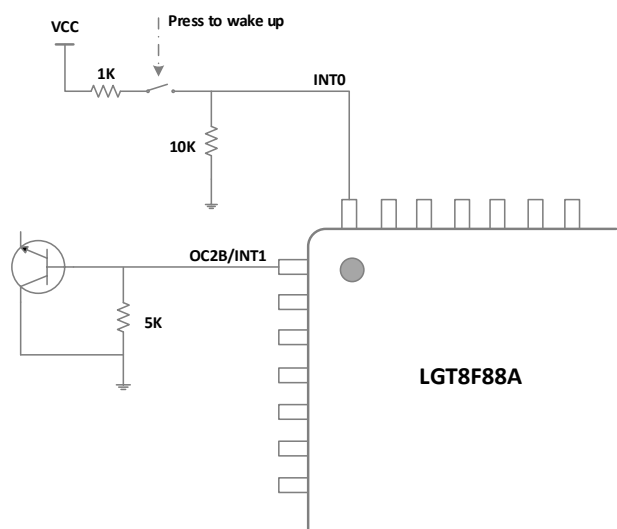 Press to wake up
VCC
1K
INT0
10K
OC2B/INT1
5K
LGT8F88A